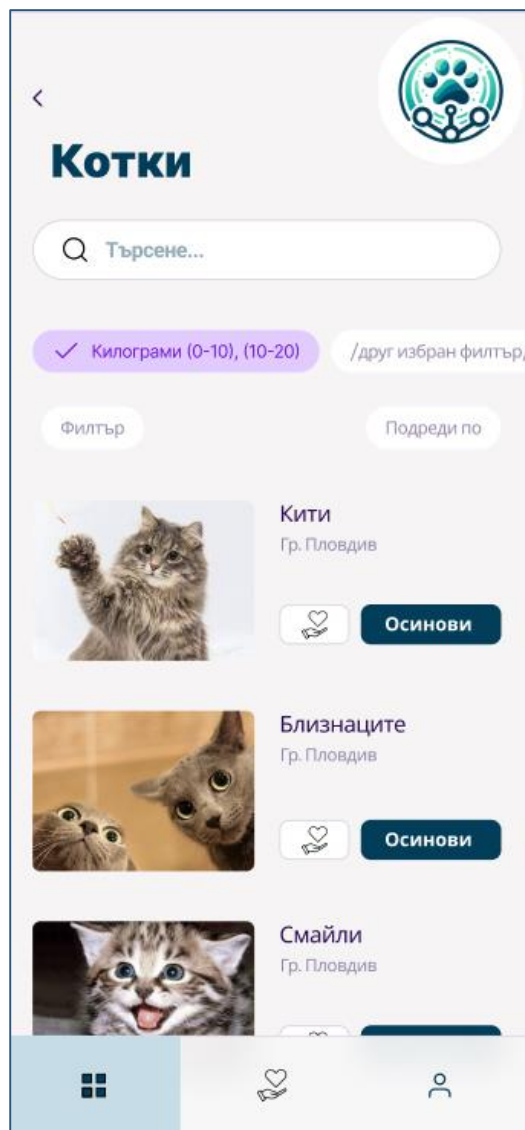 Котки
Търсене...
Килограми (0-10), (10-20)
/друг избран филтър/
Филтър
Подреди по
Кити
Гр. Пловдив
Осинови
Близнаците
Гр. Пловдив
Осинови
Смайли
Гр. Пловдив